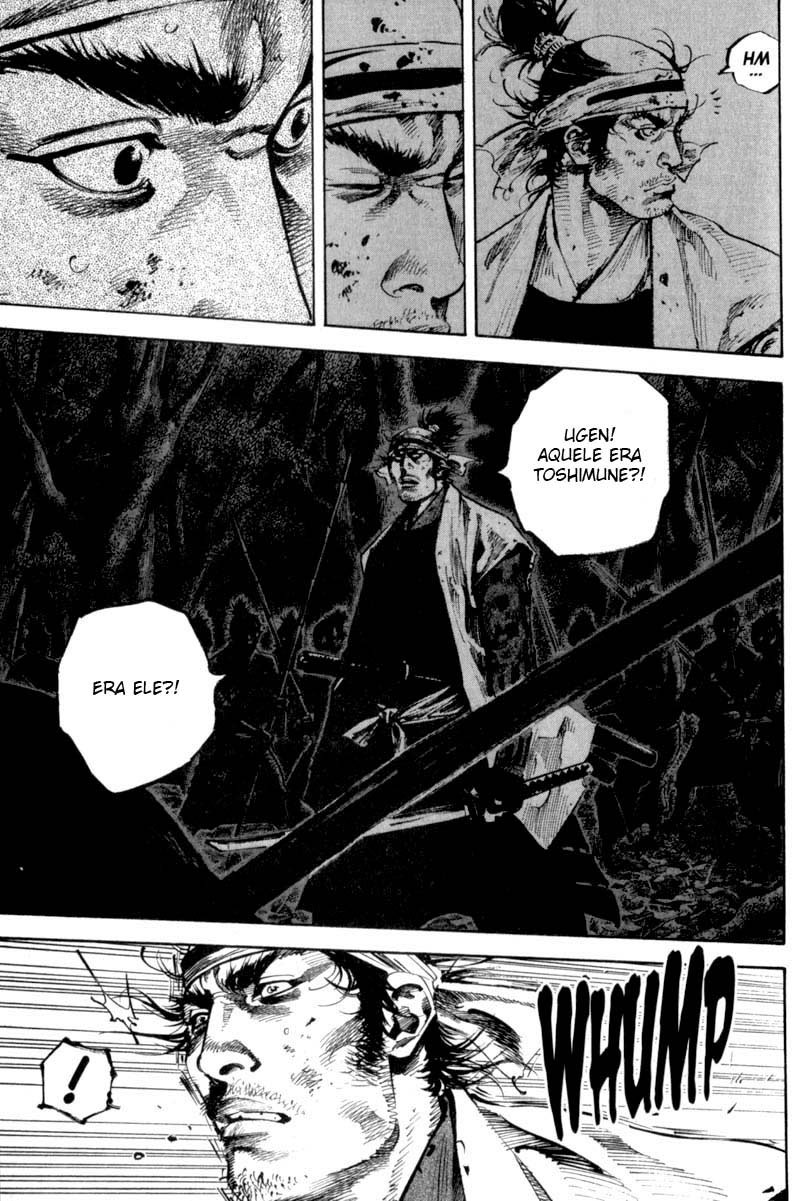 HM
...
UGEN!
AQUELE ERA
TOSHIMUNE?!
ERA ELE?!
WHUMP
!